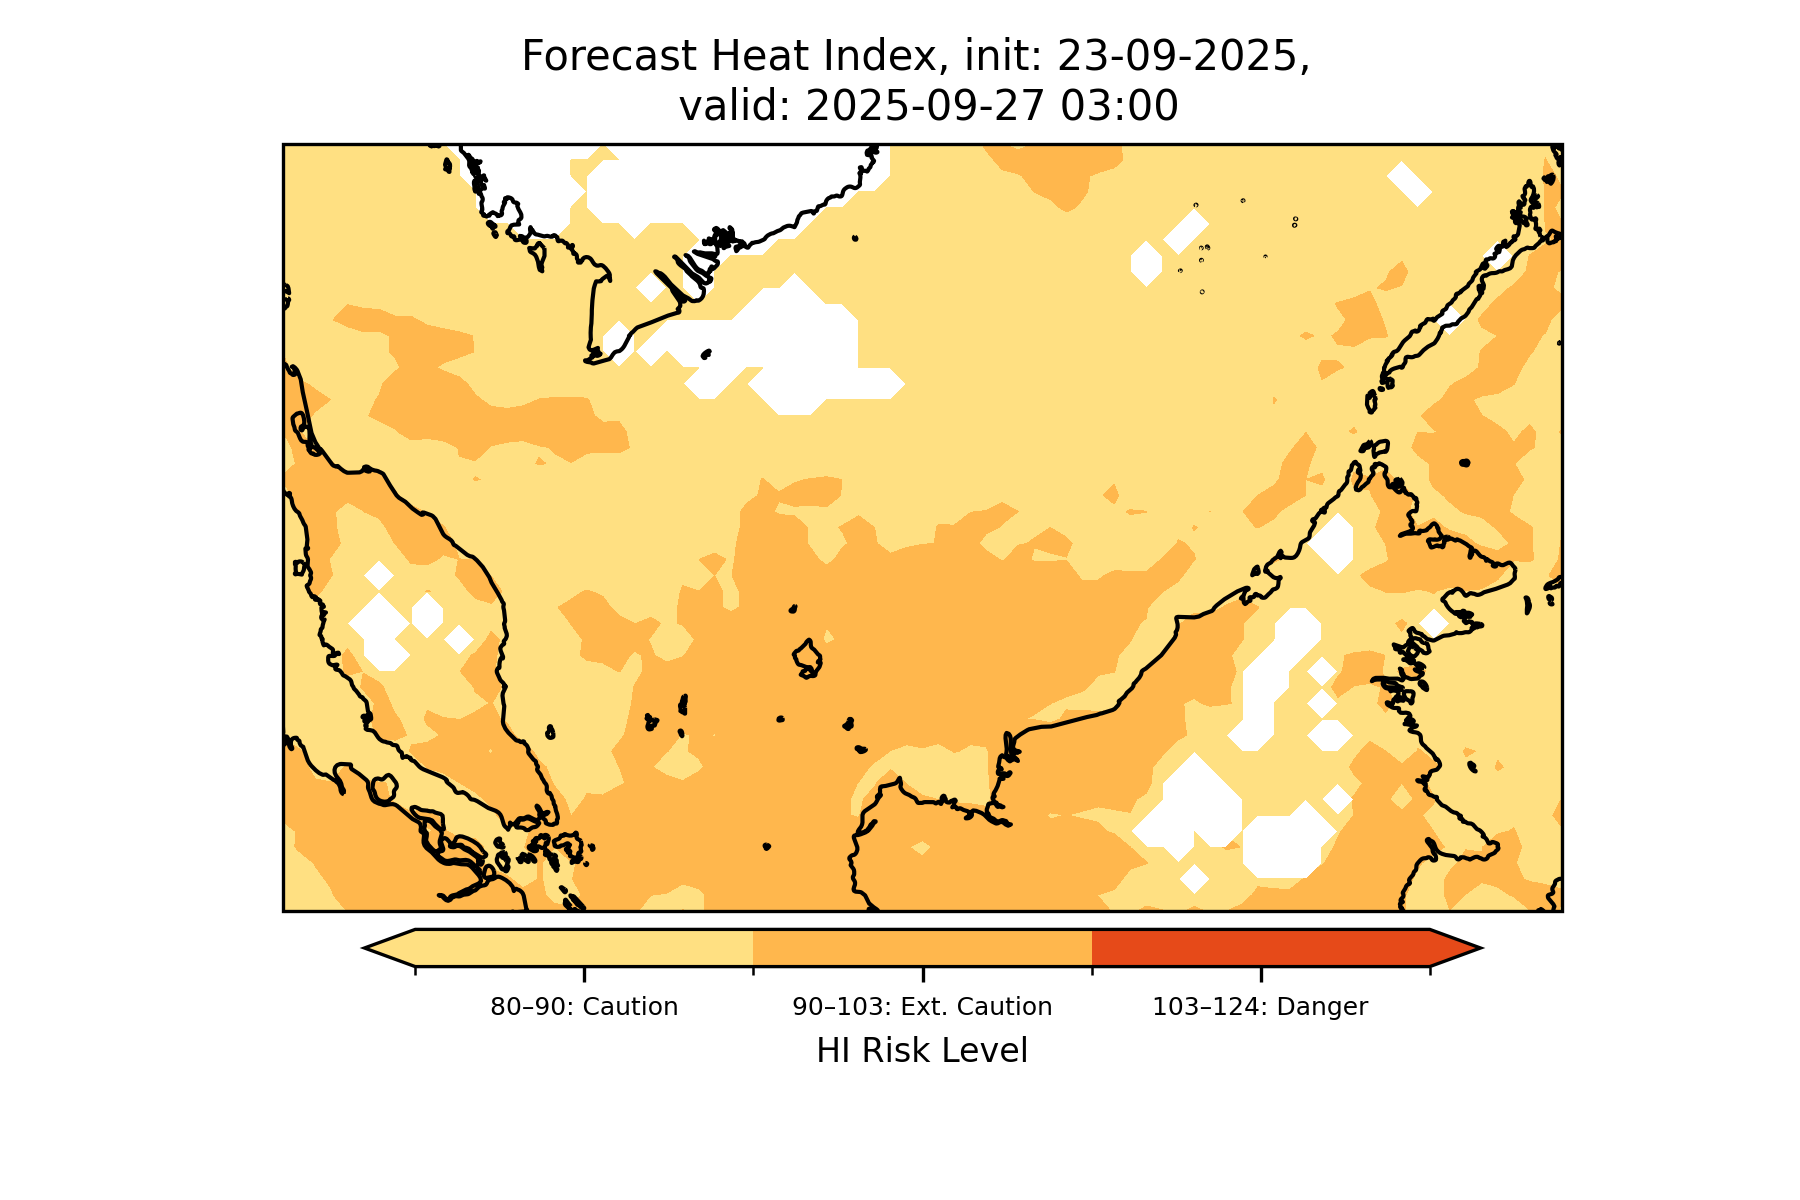 Forecast Heat Index, init: 23-09-2025,
valid: 2025-09-27 03:00
80–90: Caution
90–103: Ext. Caution
103–124: Danger
HI Risk Level